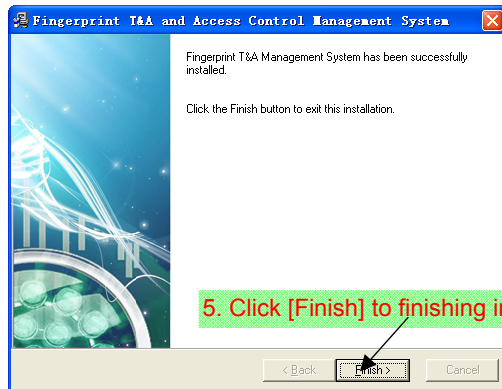 Fingerprint T&A and Access Control Management System
Fingerprint T&A Management System has been successfully
installed.
Click the Finish button to exit this installation.
5. Click [Finish] to finishing
< Back Finish > Cancel